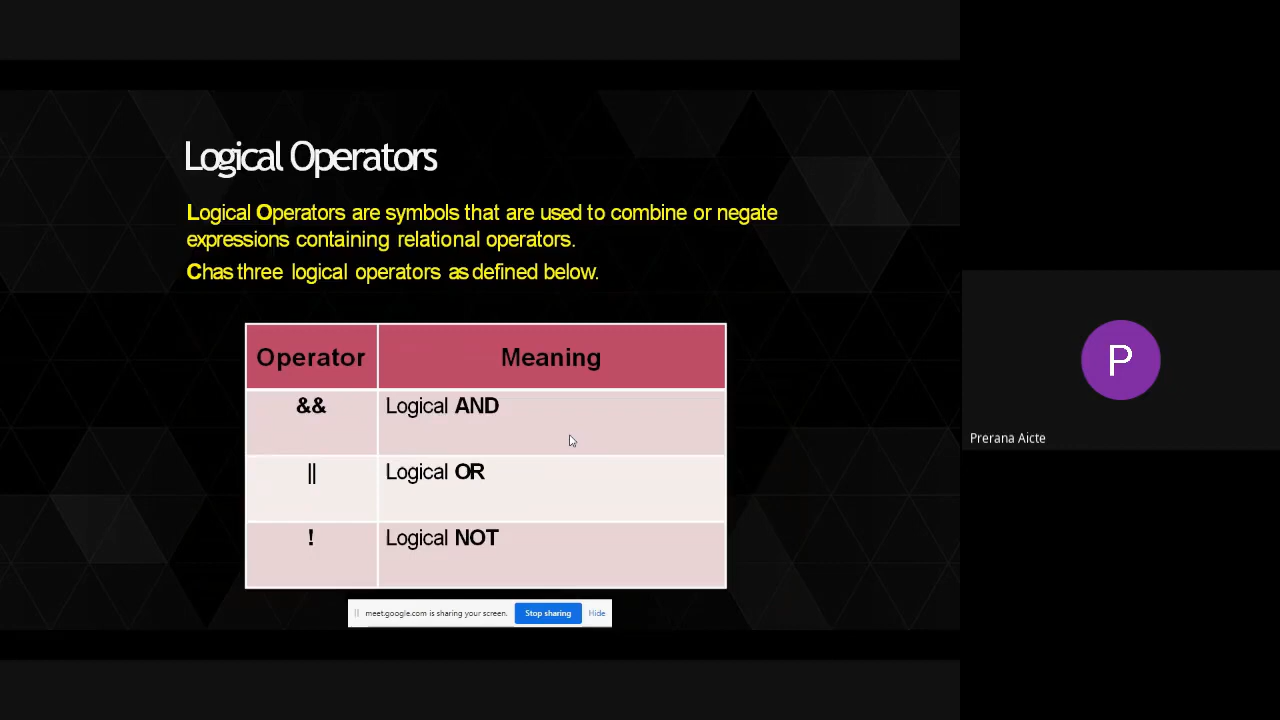 Logical Operators
Logical Operators are symbols that are used to combine or negate
expressions containing relational operators.
C has three logical operators as defined below.
Operator Meaning
&& Logical AND
|| Logical OR
! Logical NOT
meet.google.com is sharing your screen. Stop sharing Hide
P
Prerana Aicte